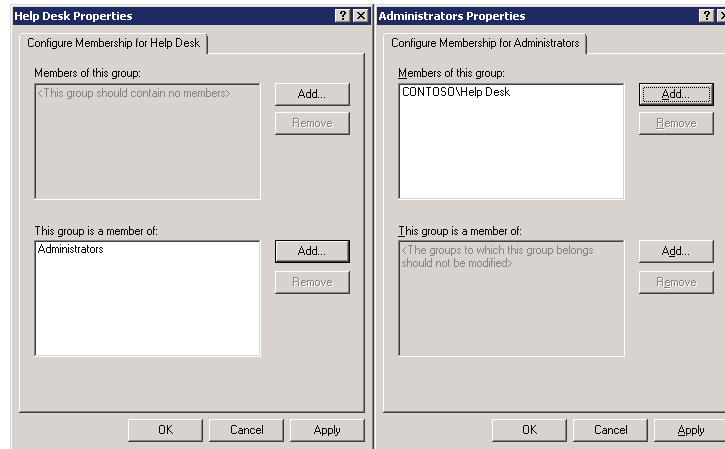 Help Desk Properties
Configure Membership for Help Desk
Members of this group:
<This group should contain no members>
Add...
Remove
This group is a member of:
Administrators
Add...
Remove
OK
Cancel
Apply
Administrators Properties
Configure Membership for Administrators
Members of this group:
CONTOSO\Help Desk
Add...
Remove
This group is a member of:
<The groups to which this group belongs
should not be modified>
Add...
Remove
OK
Cancel
Apply